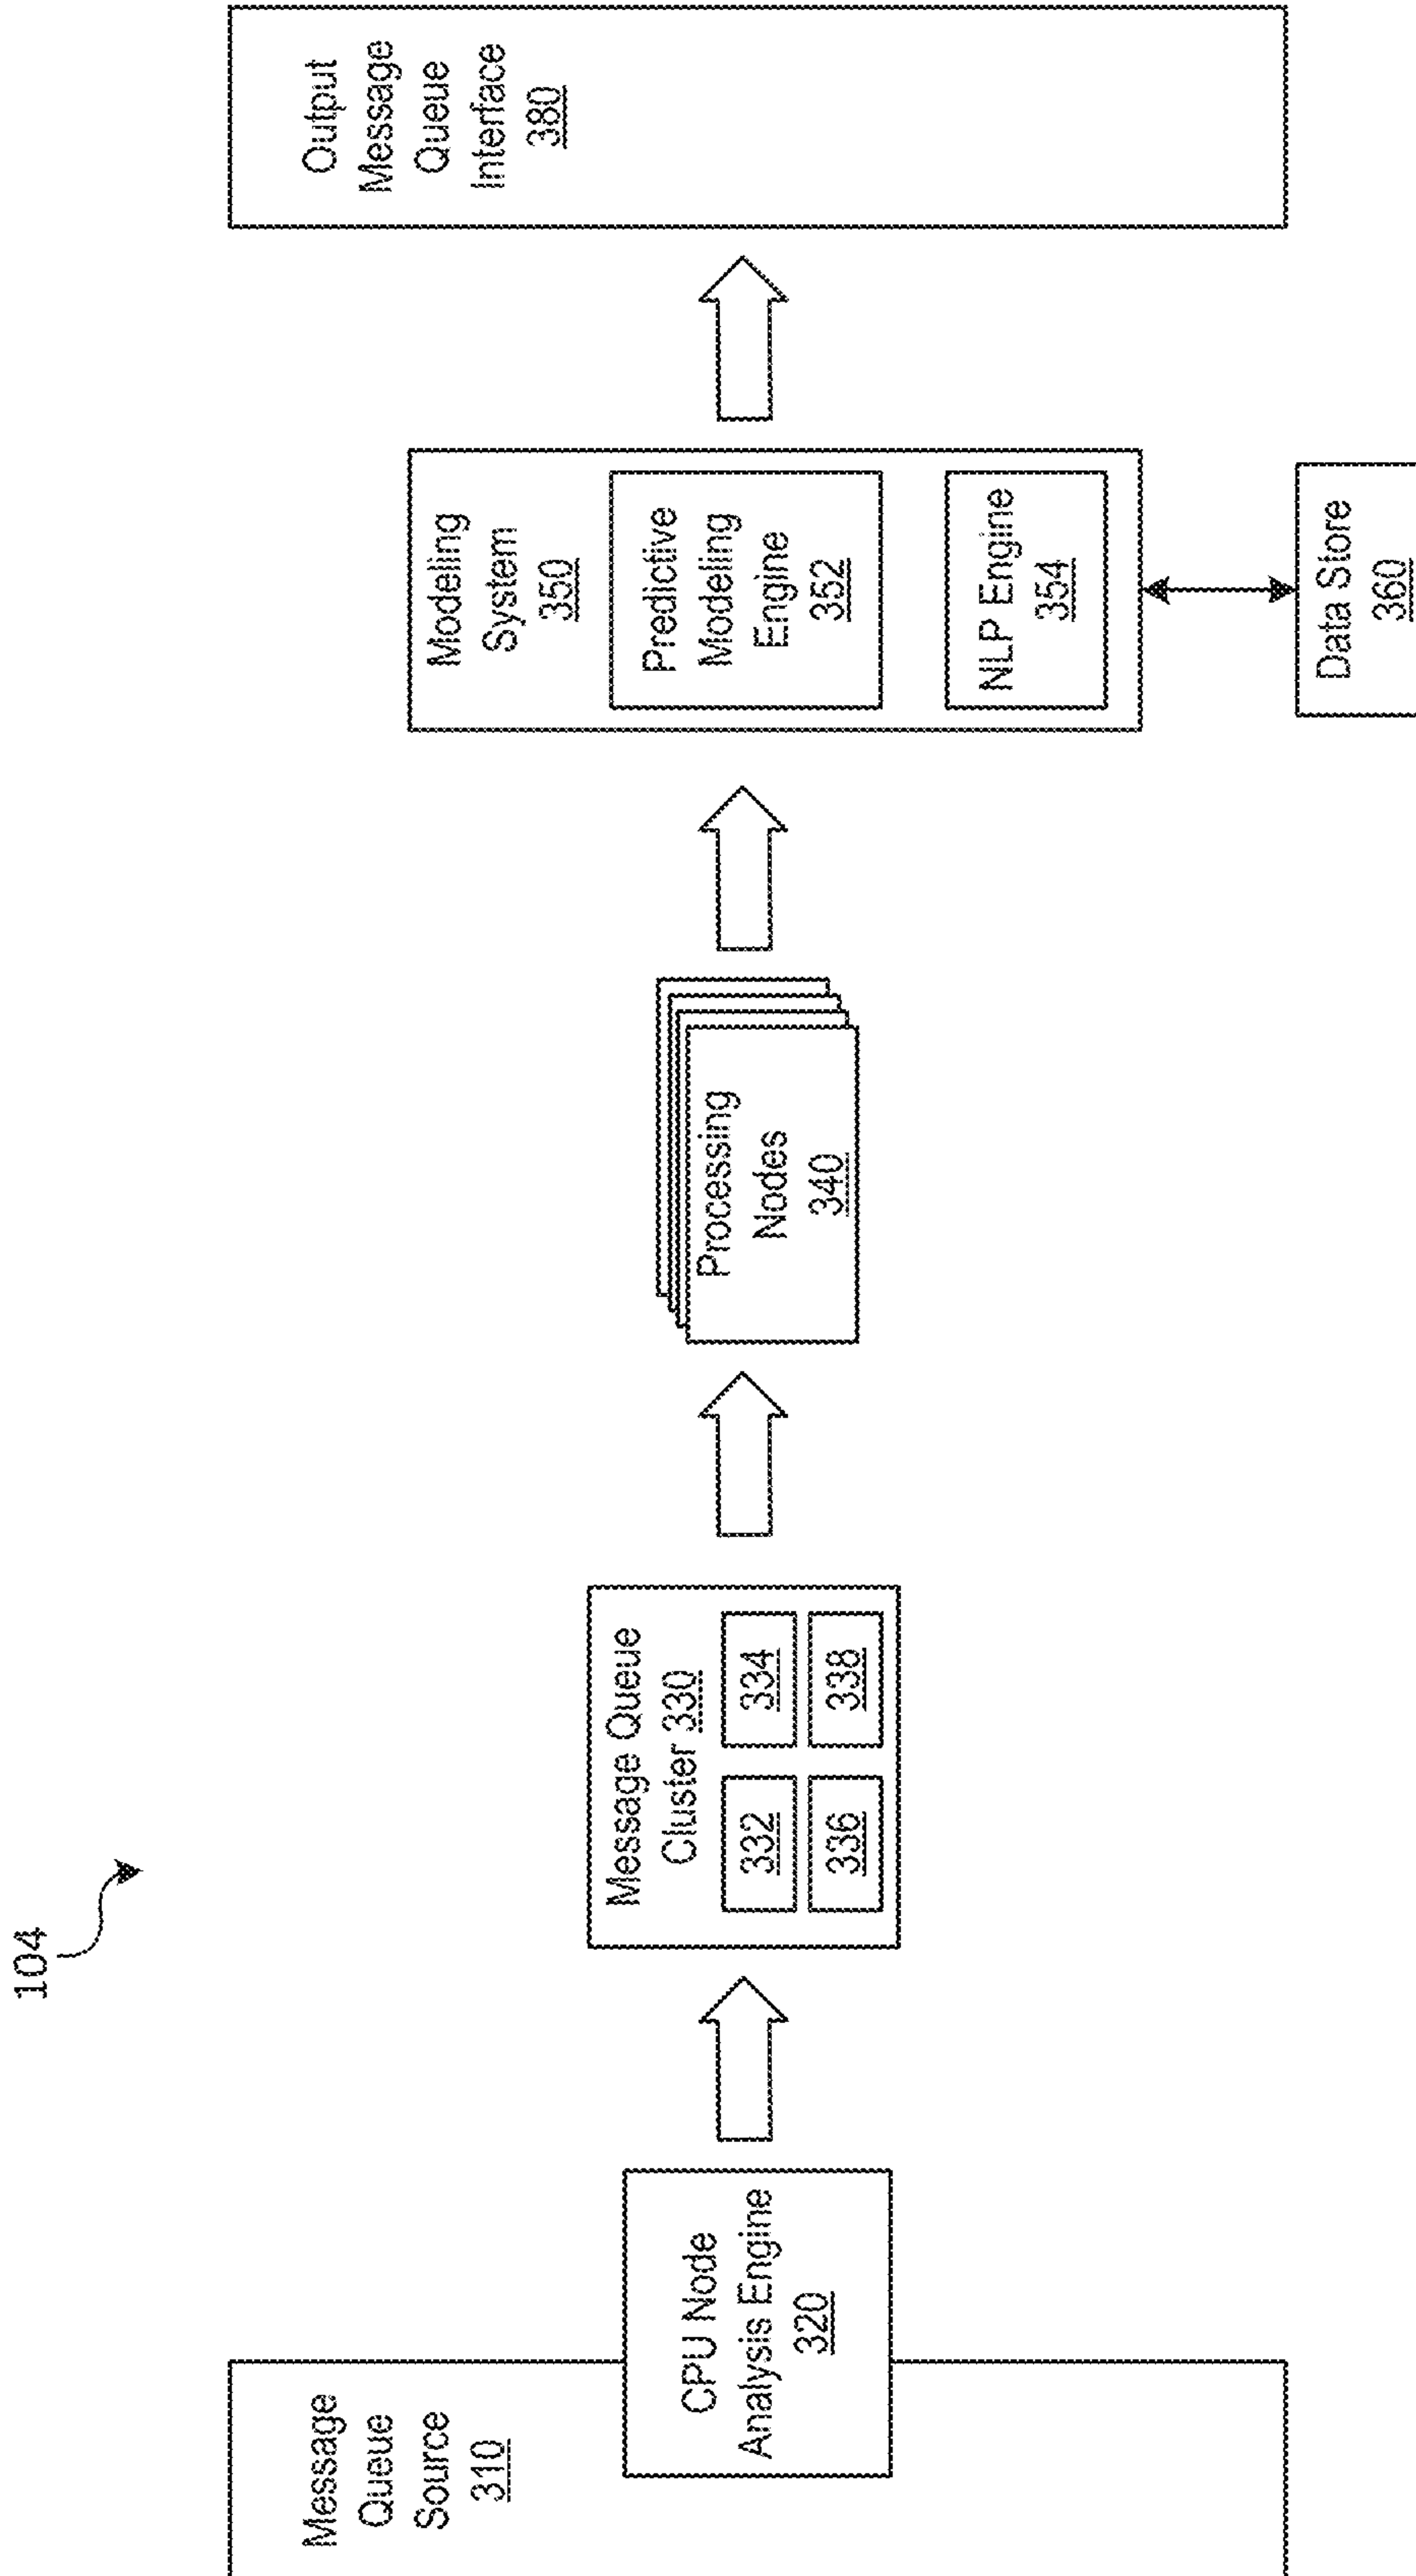 104
Message
Queue
Source
310
CPU Node
Analysis Engine
320
Message Queue
Cluster 330
332
334
336
338
Processing
Nodes
340
Modeling
System
350
Predictive
Modeling
Engine
352
NLP Engine
354
Data Store
360
Output
Message
Queue
Interface
380